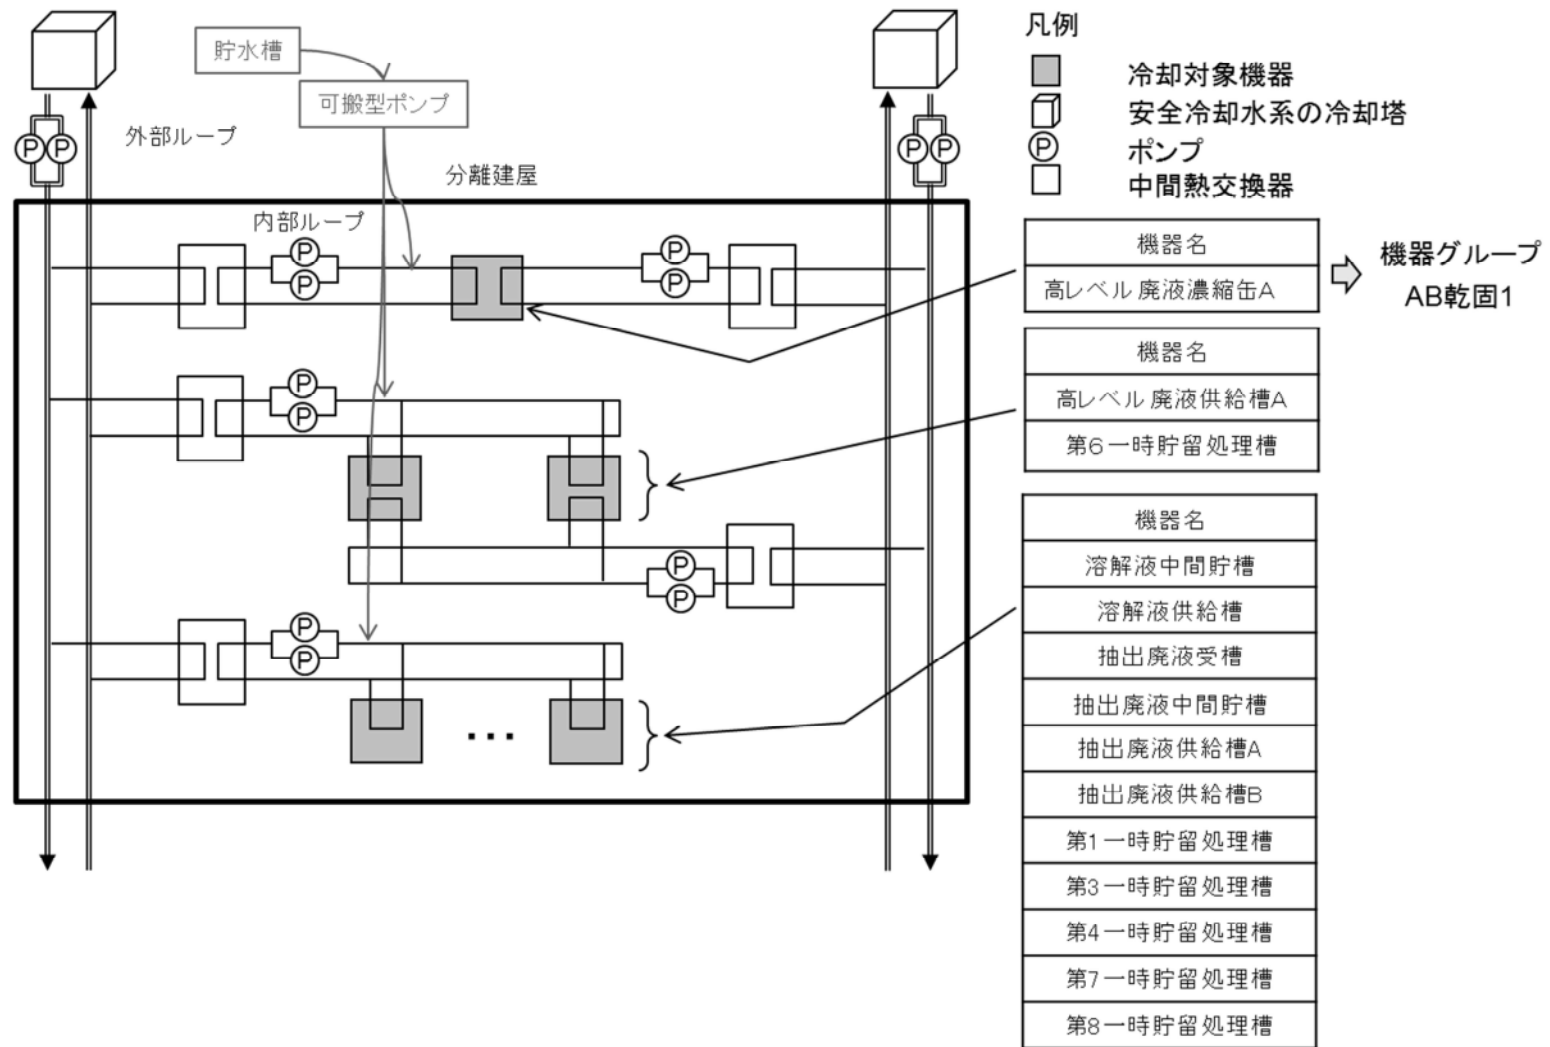 貯水槽
可搬型ポンプ
外部ループ
分離建屋
内部ループ
P P
P P
P
P
P
P
P
P
P
P
P
P
凡例
冷却対象機器
安全冷却水系の冷却塔
P ポンプ
中間熱交換器
機器名
高レベル廃液濃縮缶A
機器グループ
AB乾固1
機器名
高レベル廃液供給槽A
第6一時貯留処理槽
機器名
溶解液中間貯槽
溶解液供給槽
抽出廃液受槽
抽出廃液中間貯槽
抽出廃液供給槽A
抽出廃液供給槽B
第1一時貯留処理槽
第3一時貯留処理槽
第4一時貯留処理槽
第7一時貯留処理槽
第8一時貯留処理槽
…